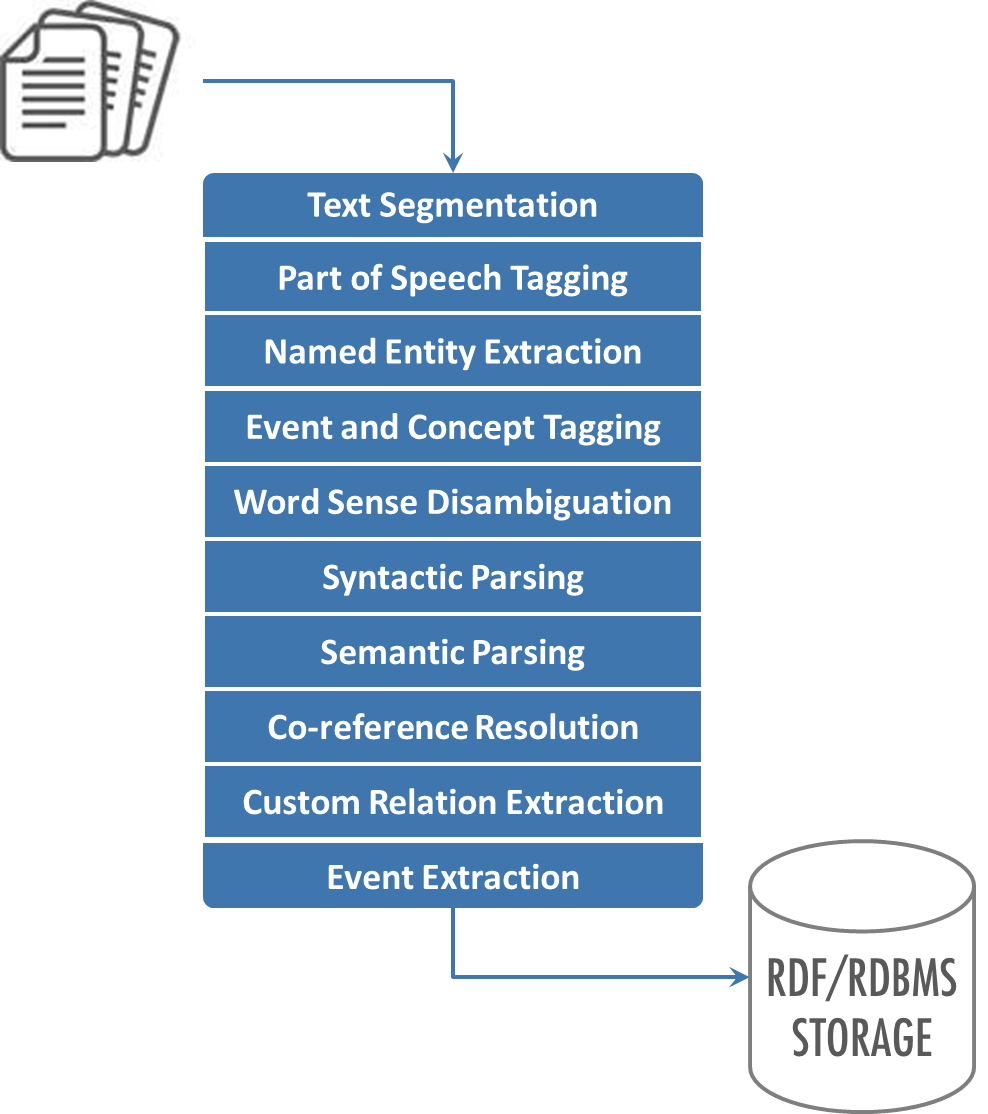 Text Segmentation
Part of Speech Tagging
Named Entity Extraction
Event and Concept Tagging
Word Sense Disambiguation
Syntactic Parsing
Semantic Parsing
Co-reference Resolution
Custom Relation Extraction
Event Extraction
RDF/RDBMS
STORAGE